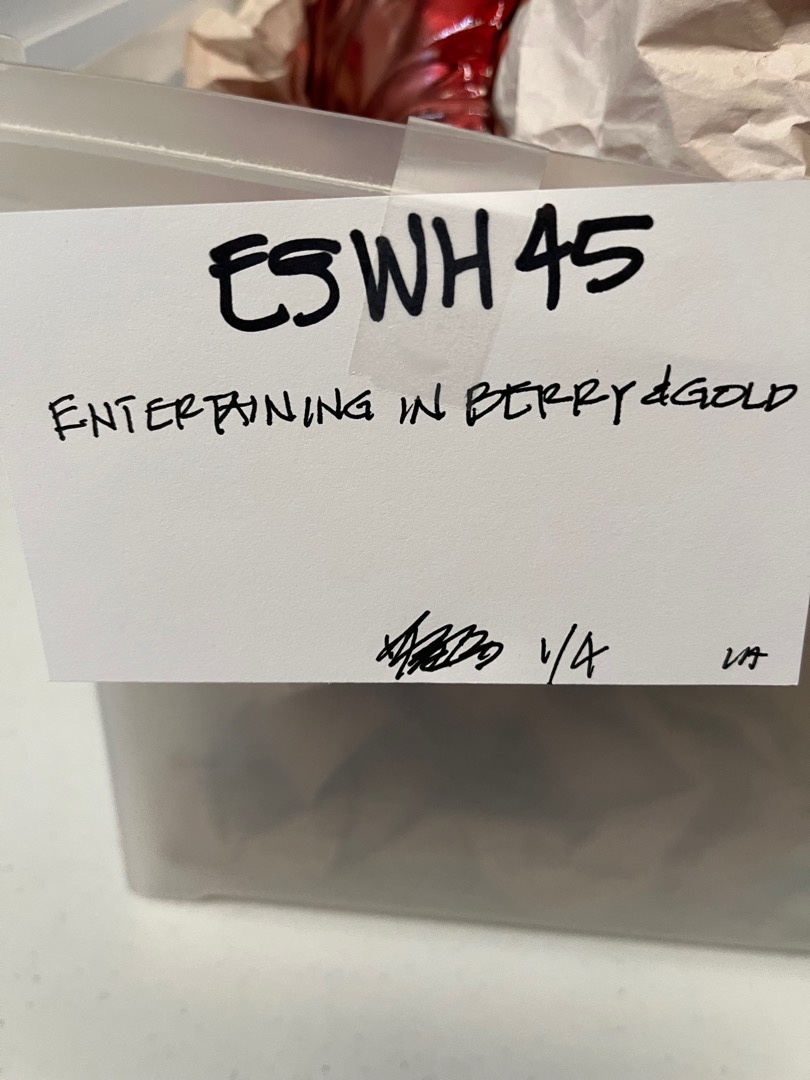 ESWH45
ENTERTAINING IN BERRY & GOLD
1/4